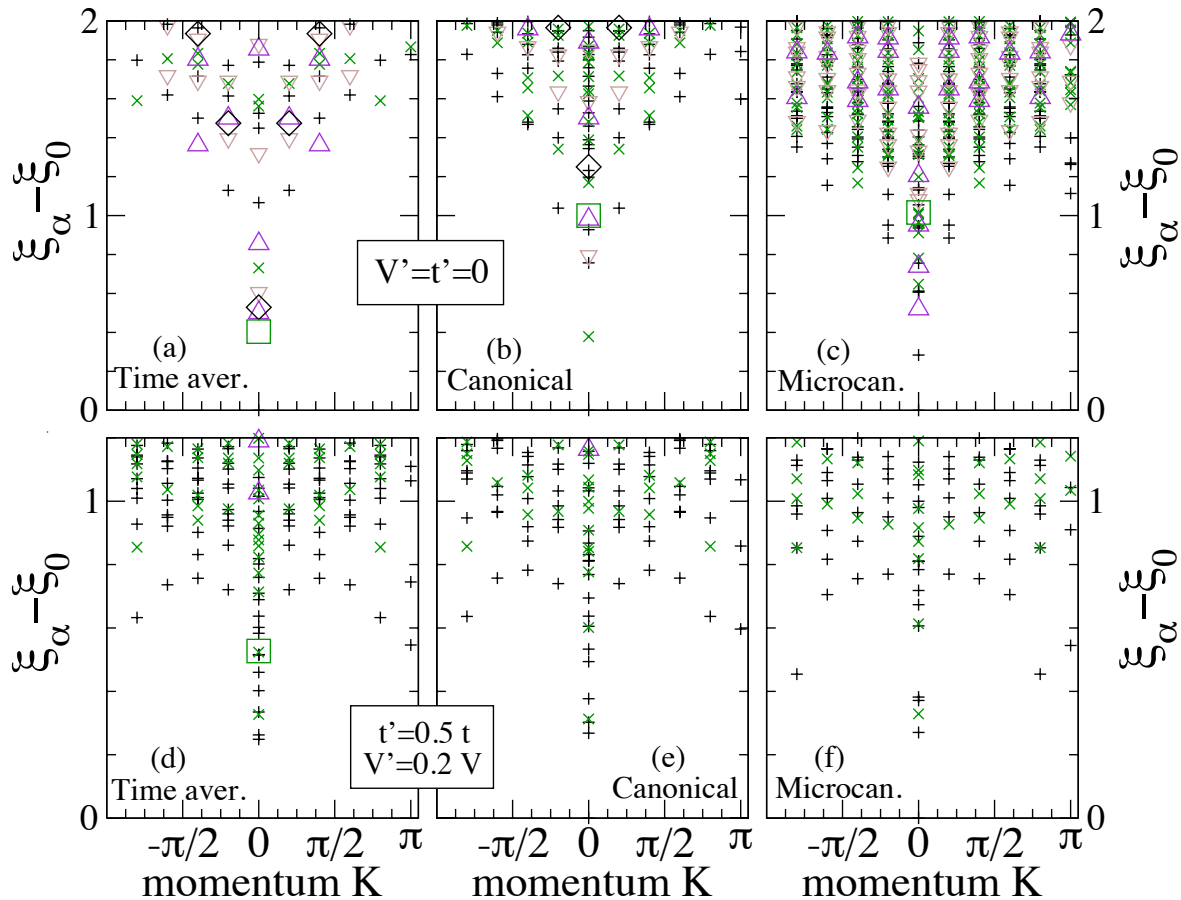 2
2
ξα−ξ0
1
1
ξα−ξ0
V'=t'=0
(a)
Time aver.
(b)
Canonical
(c)
Microcan.
0
0
1
1
ξα−ξ0
ξα−ξ0
t'=0.5 t
V'=0.2 V
(d)
Time aver.
(e)
Canonical
(f)
Microcan.
0
0
-π/2 0 π/2 π
-π/2 0 π/2 π
-π/2 0 π/2 π
momentum K
momentum K
momentum K